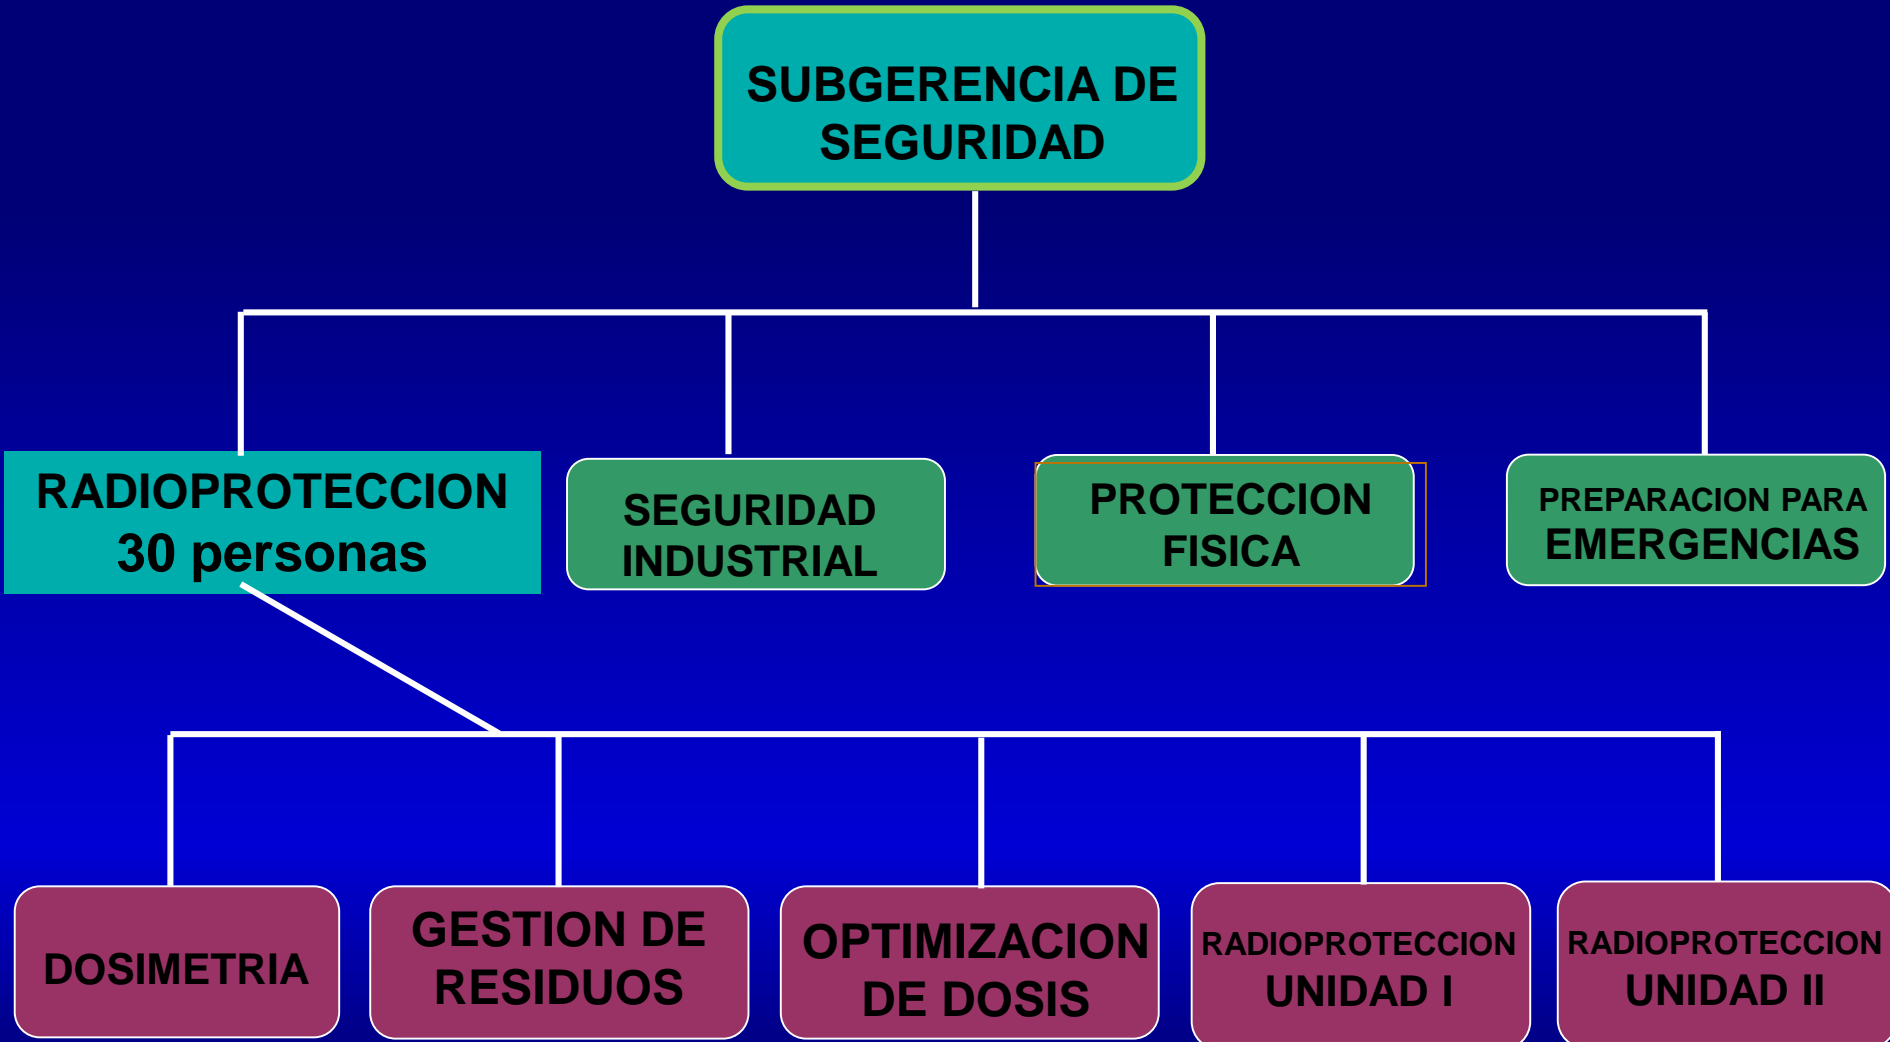 SUBGERENCIA DE
SEGURIDAD
RADIOPROTECCION
30 personas
SEGURIDAD
INDUSTRIAL
PROTECCION
FISICA
PREPARACION PARA
EMERGENCIAS
DOSIMETRIA
GESTION DE
RESIDUOS
OPTIMIZACION
DE DOSIS
RADIOPROTECCION
UNIDAD I
RADIOPROTECCION
UNIDAD II